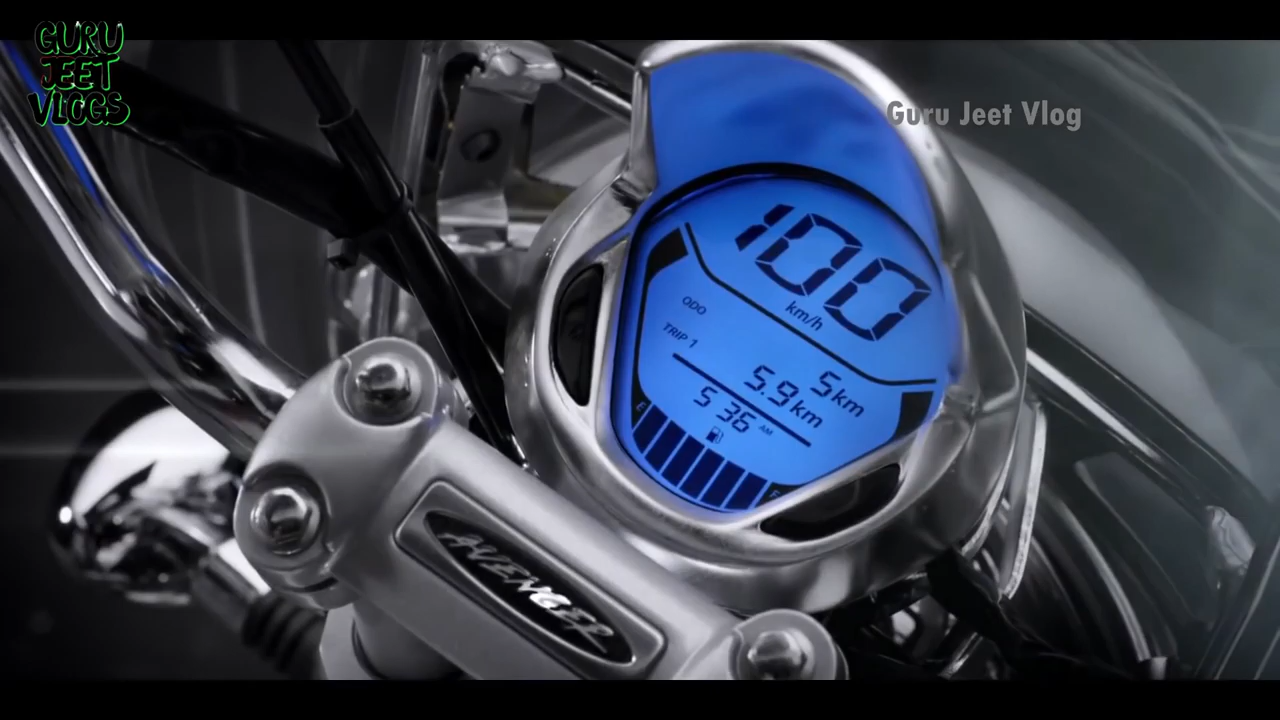 GURU
JEET
VLOGS
Guru Jeet Vlog
100
km/h
ODO
5km
TRIP 1
5.9km
5 36 AM
E
F
AVENGER